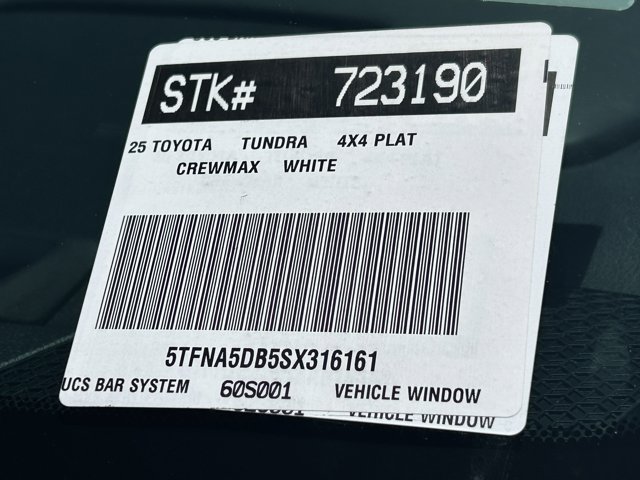 STK# 723190
25 TOYOTA TUNDRA 4X4 PLAT
CREWMAX WHITE
5TFNA5DB5SX316161
UCS BAR SYSTEM 60S001 VEHICLE WINDOW
VEHICLE WINDOW